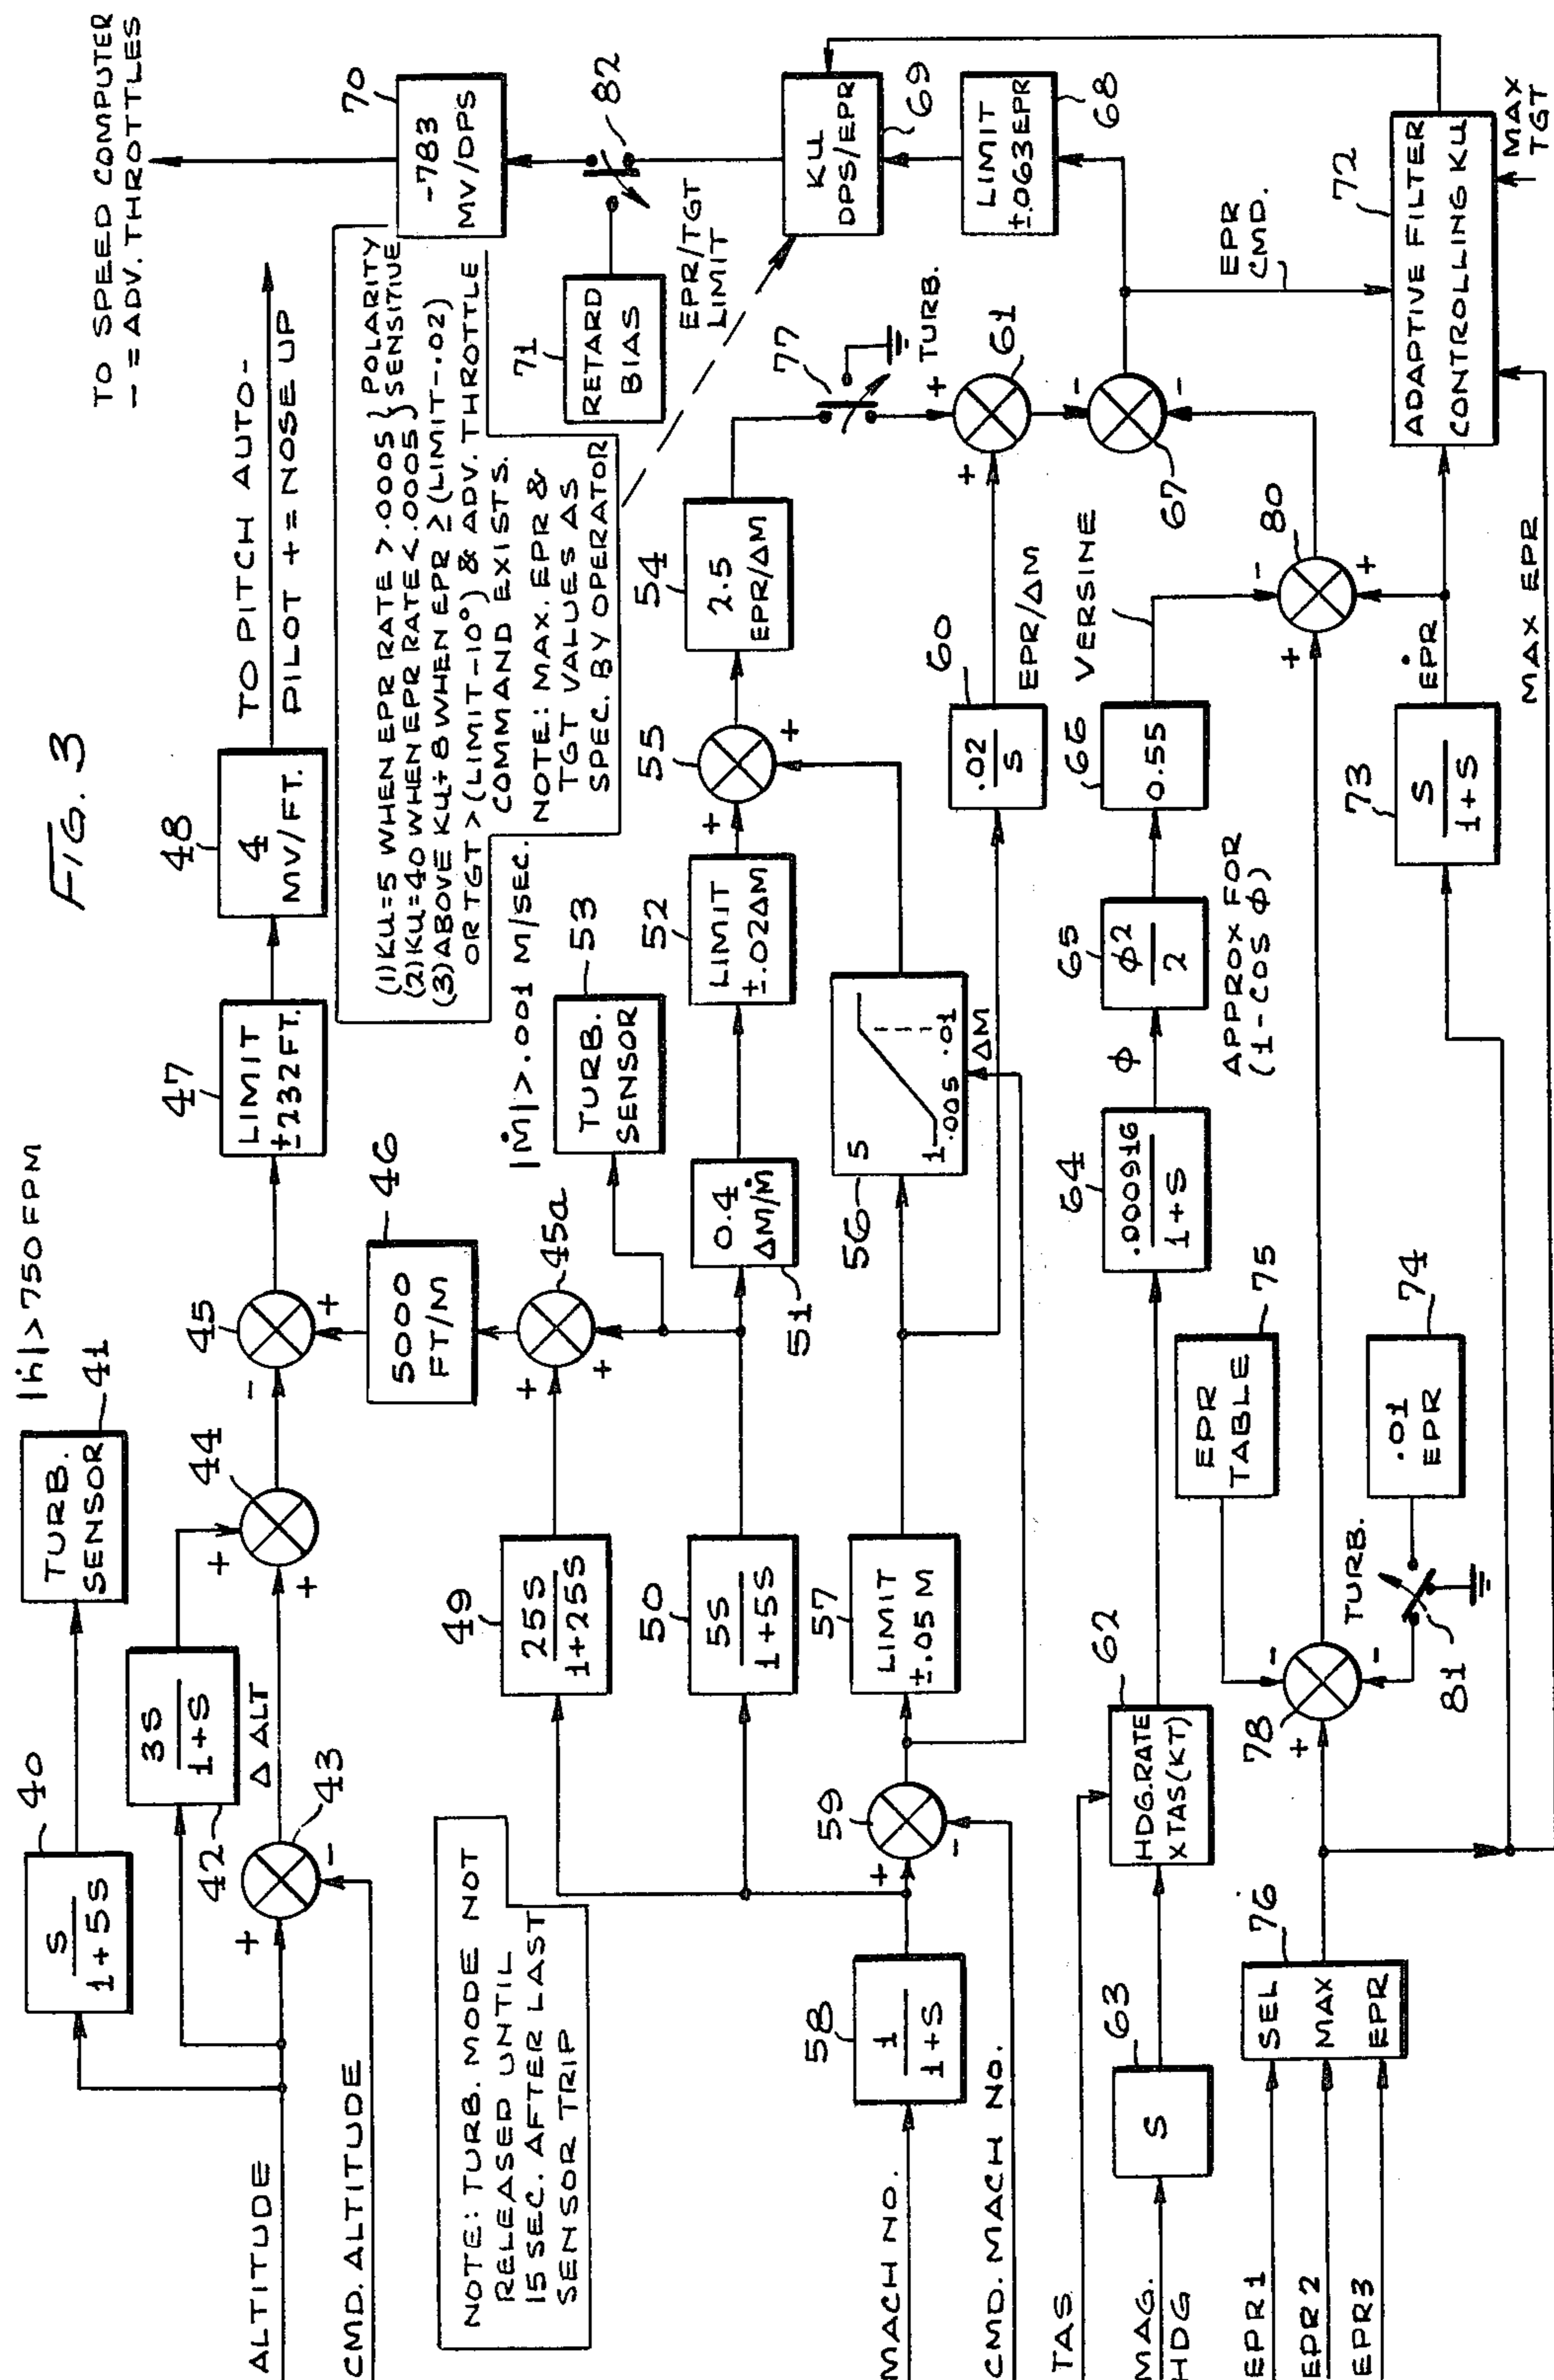 FIG. 3
ALTITUDE
CMD. ALTITUDE
40
S
1+5S
TURB.
SENSOR
41
|ḣ|>750FPM
42
3S
1+S
Δ ALT
43
+
-
44
+
+
45
-
+
47
LIMIT
±232FT.
48
4
MV/FT.
TO PITCH AUTO-
PILOT + = NOSE UP
TO SPEED COMPUTER
- = ADV. THROTTLES
46
5000
FT/M
45a
+
+
49
25S
1+25S
50
5S
1+5S
NOTE: TURB. MODE NOT
RELEASED UNTIL
15 SEC. AFTER LAST
SENSOR TRIP
(1)KU=5 WHEN EPR RATE >.0005 } POLARITY
(2)KU=40 WHEN EPR RATE <.0005 } SENSITIVE
(3)ABOVE KU÷8 WHEN EPR ≥ (LIMIT-.02)
OR TGT > (LIMIT-10°) & ADV. THROTTLE
COMMAND EXISTS.
NOTE: MAX. EPR &
TGT VALUES AS
SPEC. BY OPERATOR
|Ṁ|>.001 M/SEC.
TURB.
SENSOR
53
51
0.4
ΔM/Ṁ
52
LIMIT
±.02ΔM
55
+
+
54
2.5
EPR/ΔM
77
TURB.
70
-783
MV/DPS
71
RETARD
BIAS
82
EPR/TGT
LIMIT
KU
DPS/EPR
69
LIMIT
±.063EPR
68
MACH NO.
58
1
1+S
CMD. MACH NO.
59
+
-
57
LIMIT
±.05 M
56
5
1
.005
.01
ΔM
60
.02
S
EPR/ΔM
61
+
+
67
-
-
TAS
MAG.
HDG
63
S
62
HDG.RATE
XTAS(KT)
64
.000916
1+S
ϕ
65
ϕ2
2
APPROX FOR
(1-COS ϕ)
66
0.55
VERSINE
80
-
+
+
EPR
CMD.
EPR1
EPR2
EPR3
SEL
MAX
EPR
76
78
+
-
-
EPR
TABLE
75
TURB.
81
.01
EPR
74
73
S
1+S
EṖR
MAX EPR
72
ADAPTIVE FILTER
CONTROLLING KU
MAX
TGT